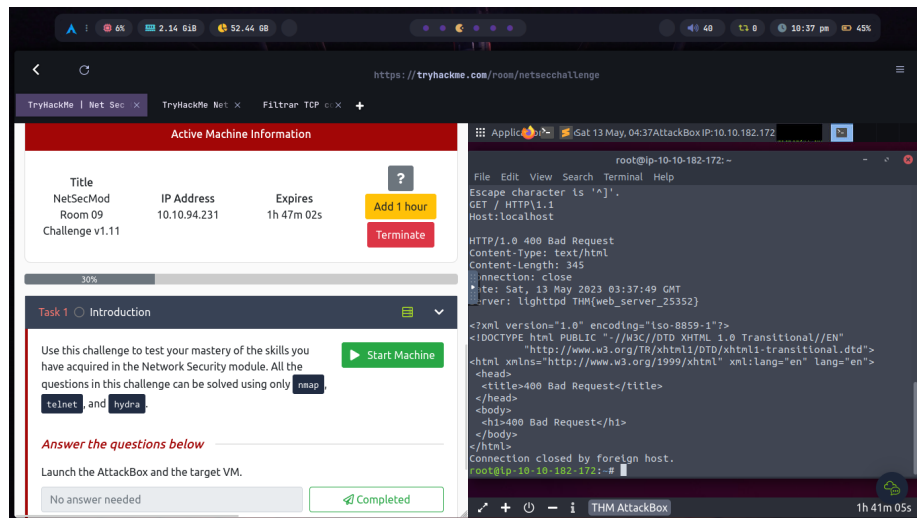 6% 2.14 GiB 52.44 GB 40 0 10:37 pm 45%
https://tryhackme.com/room/netsecchallenge
TryHackMe | Net Sec × TryHackMe Net × Filtrar TCP × +
Active Machine Information
Title
NetSecMod
Room 09
Challenge v1.11
IP Address
10.10.94.231
Expires
1h 47m 02s
?
Add 1 hour
Terminate
30%
Task 1 Introduction
Use this challenge to test your mastery of the skills you
have acquired in the Network Security module. All the
questions in this challenge can be solved using only nmap,
telnet, and hydra.
Start Machine
Answer the questions below
Launch the AttackBox and the target VM.
No answer needed
Completed
Sat 13 May, 04:37 AttackBox IP:10.10.182.172
root@ip-10-10-182-172: ~
File Edit View Search Terminal Help
Escape character is '^]'.
GET / HTTP\1.1
Host:localhost
HTTP/1.0 400 Bad Request
Content-Type: text/html
Content-Length: 345
onnection: close
te: Sat, 13 May 2023 03:37:49 GMT
erver: lighttpd THM{web_server_25352}
<?xml version="1.0" encoding="iso-8859-1"?>
<!DOCTYPE html PUBLIC "-//W3C//DTD XHTML 1.0 Transitional//EN"
"http://www.w3.org/TR/xhtml1/DTD/xhtml1-transitional.dtd">
<html xmlns="http://www.w3.org/1999/xhtml" xml:lang="en" lang="en">
<head>
<title>400 Bad Request</title>
</head>
<body>
<h1>400 Bad Request</h1>
</body>
</html>
Connection closed by foreign host.
root@ip-10-10-182-172:~#
THM AttackBox
1h 41m 05s